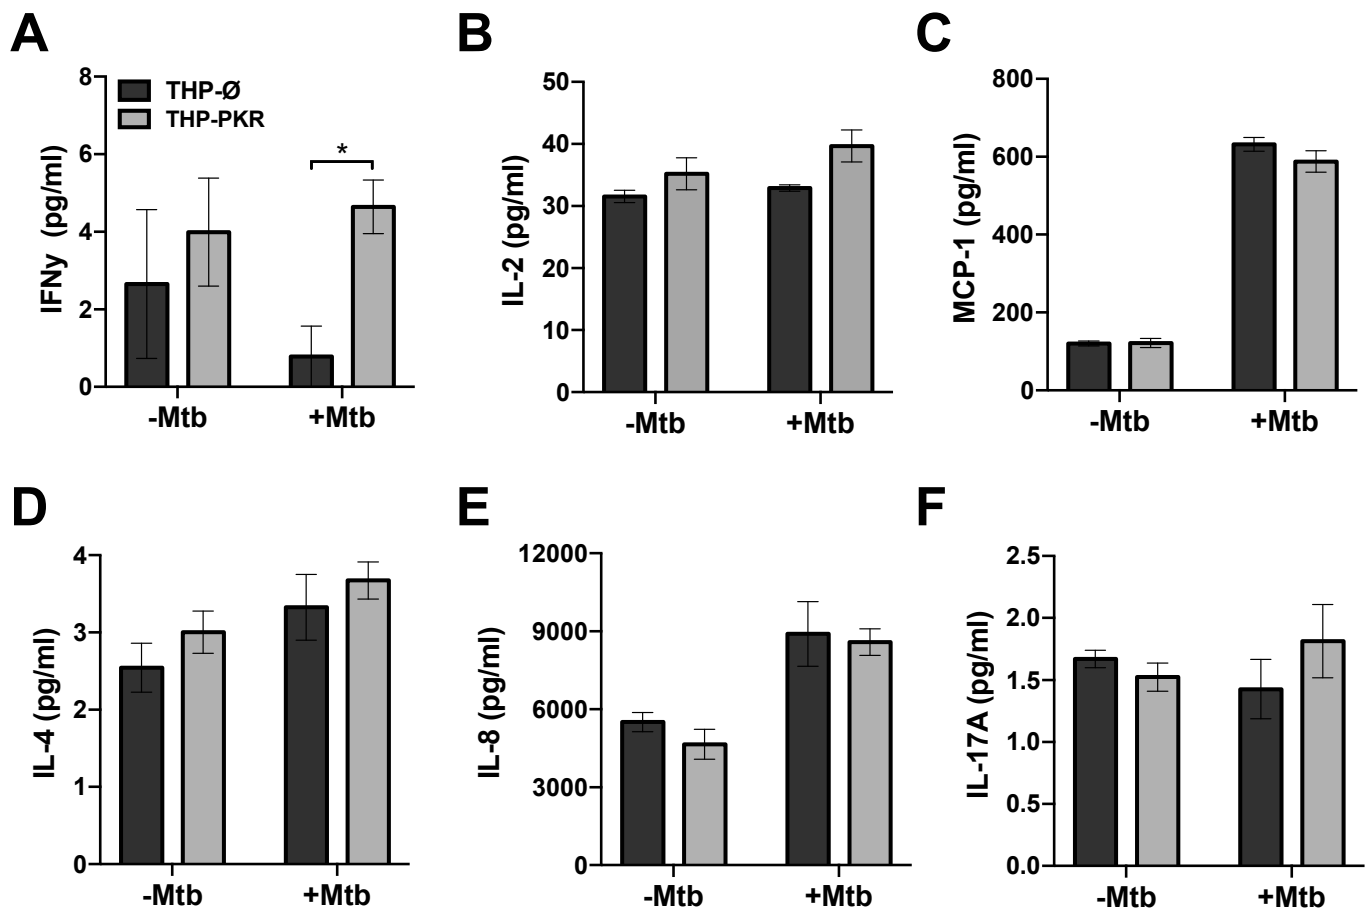 A
IFNy (pg/ml)
8
6
4
2
0
THP-Ø
THP-PKR
*
-Mtb
+Mtb
B
IL-2 (pg/ml)
50
40
30
20
10
0
-Mtb
+Mtb
C
MCP-1 (pg/ml)
800
600
400
200
0
-Mtb
+Mtb
D
IL-4 (pg/ml)
4
3
2
1
0
-Mtb
+Mtb
E
IL-8 (pg/ml)
12000
9000
6000
3000
0
-Mtb
+Mtb
F
IL-17A (pg/ml)
2.5
2.0
1.5
1.0
0.5
0.0
-Mtb
+Mtb